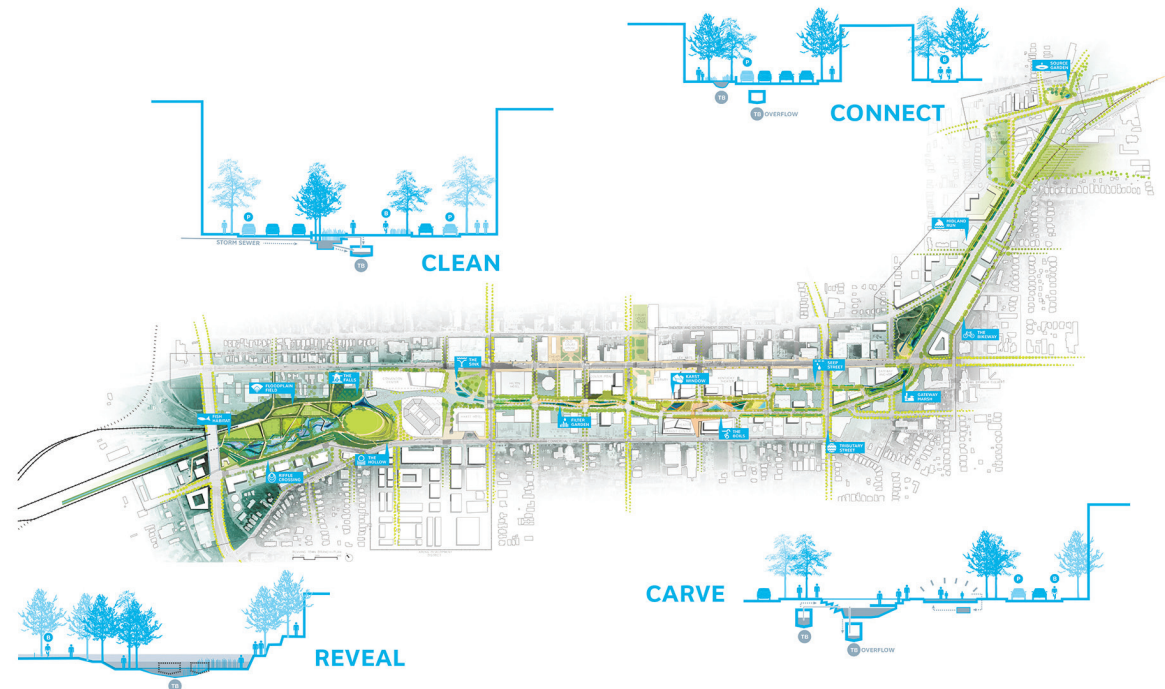 P
B
TB
TB OVERFLOW
CONNECT
SOURCE
GARDEN
P
B
P
STORM SEWER
TB
CLEAN
MIDLAND
RUN
THE
BIKEWAY
THE
SINK
KARST
WINDOW
SEEP
STREET
THE
FALLS
FLOODPLAIN
FIELD
GATEWAY
MARSH
FISH
HABITAT
FILTER
GARDEN
THE
BOILS
TRIBUTARY
STREET
THE
HOLLOW
RIFFLE
CROSSING
CARVE
P
B
TB
TB OVERFLOW
B
REVEAL
TB